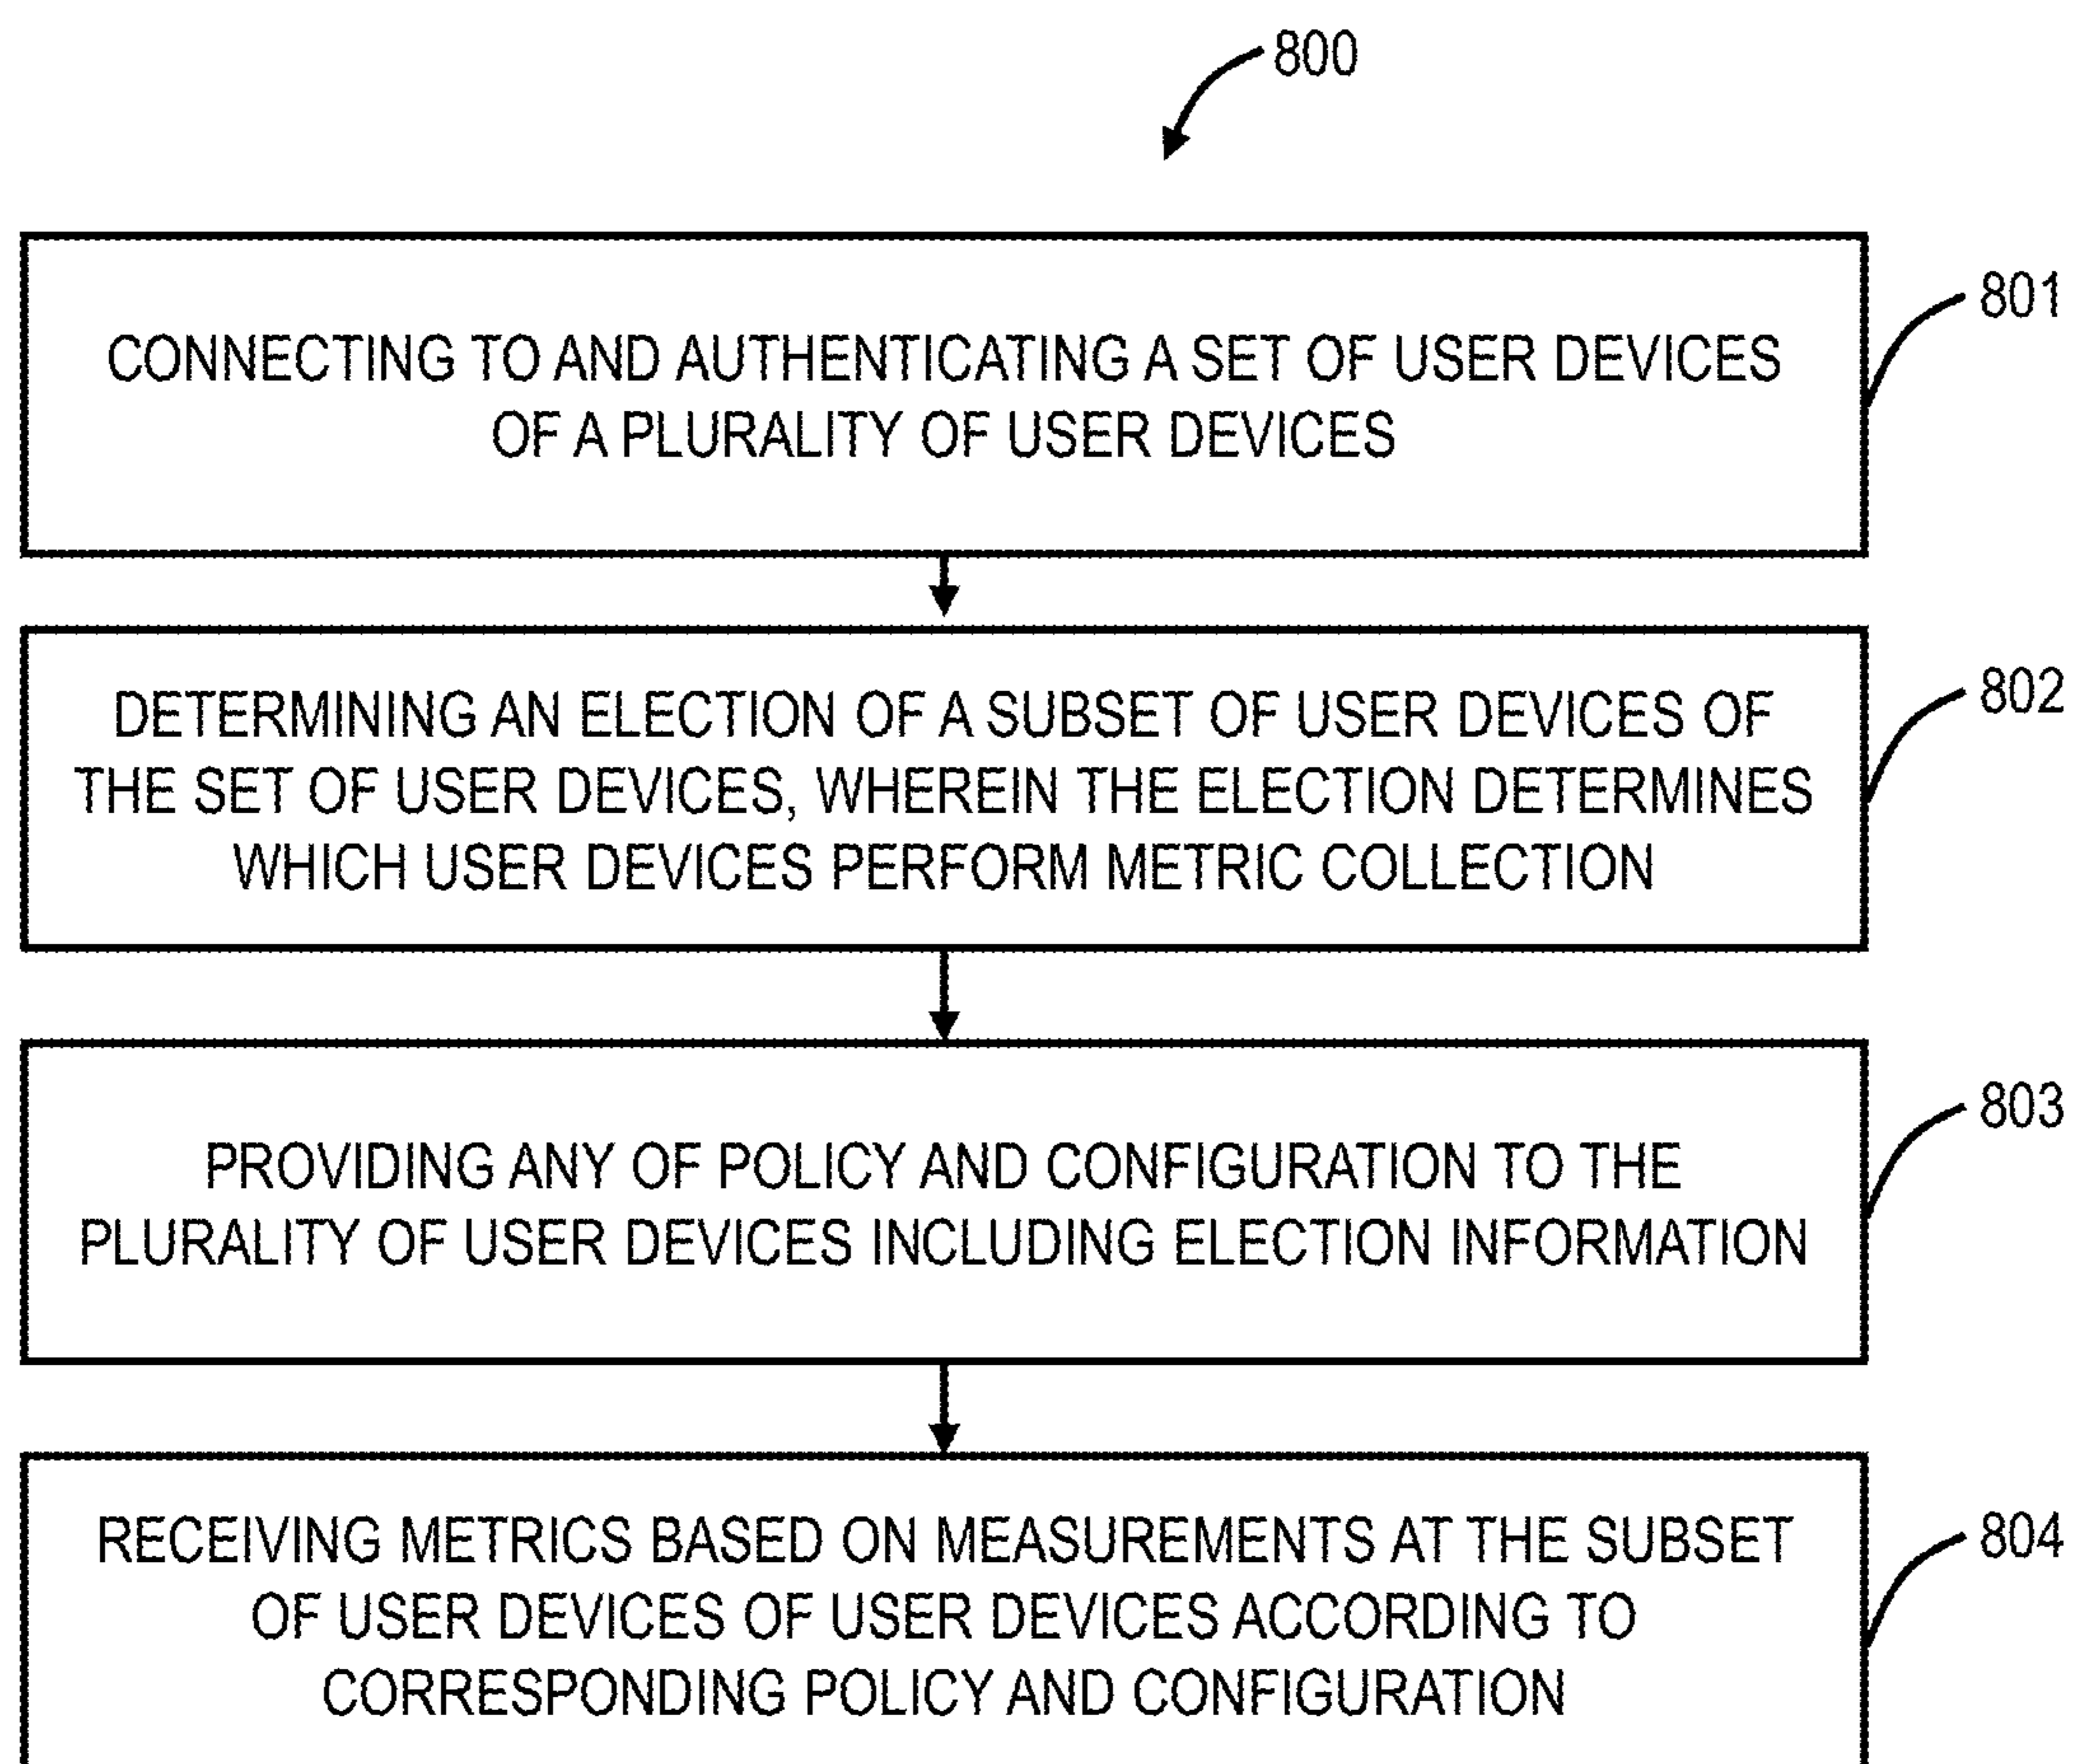 800
CONNECTING TO AND AUTHENTICATING A SET OF USER DEVICES
OF A PLURALITY OF USER DEVICES
801
DETERMINING AN ELECTION OF A SUBSET OF USER DEVICES OF
THE SET OF USER DEVICES, WHEREIN THE ELECTION DETERMINES
WHICH USER DEVICES PERFORM METRIC COLLECTION
802
PROVIDING ANY OF POLICY AND CONFIGURATION TO THE
PLURALITY OF USER DEVICES INCLUDING ELECTION INFORMATION
803
RECEIVING METRICS BASED ON MEASUREMENTS AT THE SUBSET
OF USER DEVICES OF USER DEVICES ACCORDING TO
CORRESPONDING POLICY AND CONFIGURATION
804